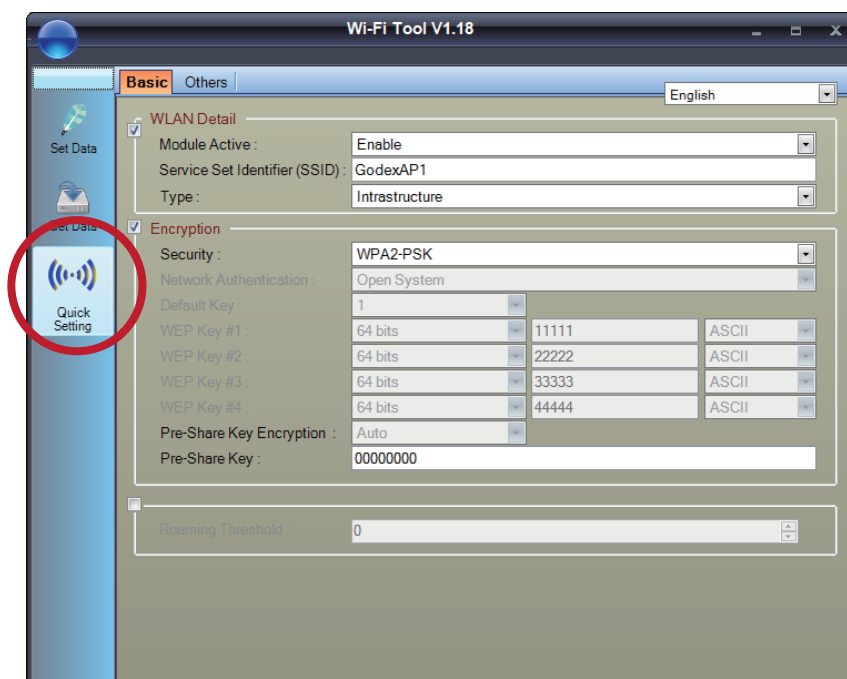 Wi-Fi Tool V1.18
Basic Others
English
Set Data
Get Data
Quick
Setting
WLAN Detail
Module Active : Enable
Service Set Identifier (SSID) : GodexAP1
Type : Intrastructure
Encryption
Security : WPA2-PSK
Network Authentication : Open System
Default Key : 1
WEP Key #1 : 64 bits 11111 ASCII
WEP Key #2 : 64 bits 22222 ASCII
WEP Key #3 : 64 bits 33333 ASCII
WEP Key #4 : 64 bits 44444 ASCII
Pre-Share Key Encryption : Auto
Pre-Share Key : 00000000
Roaming Threshold : 0